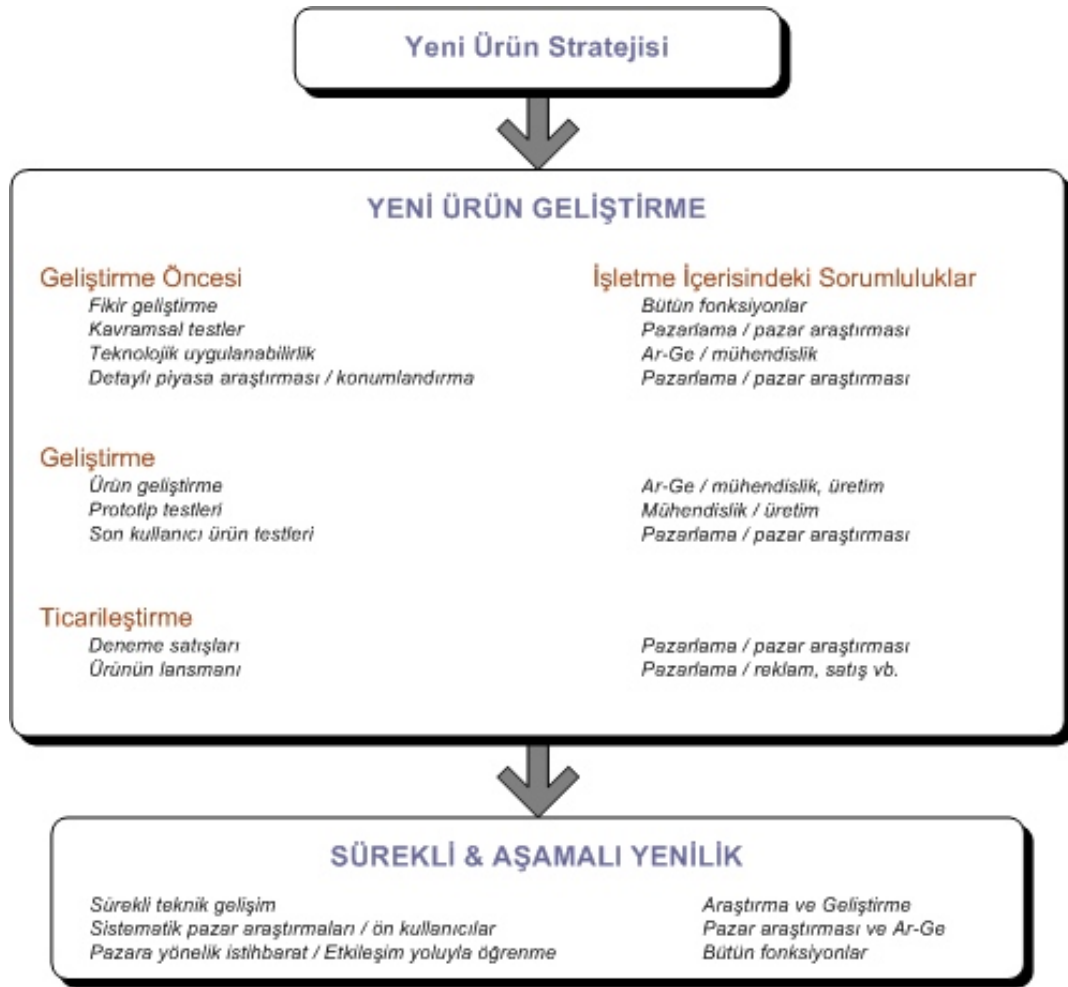 Yeni Ürün Stratejisi
YENİ ÜRÜN GELİŞTİRME
Geliştirme Öncesi İşletme İçerisindeki Sorumluluklar
Fikir geliştirme Bütün fonksiyonlar
Kavramsal testler Pazarlama / pazar araştırması
Teknolojik uygulanabilirlik Ar-Ge / mühendislik
Detaylı piyasa araştırması / konumlandırma Pazarlama / pazar araştırması
Geliştirme
Ürün geliştirme Ar-Ge / mühendislik, üretim
Prototip testleri Mühendislik / üretim
Son kullanıcı ürün testleri Pazarlama / pazar araştırması
Ticarileştirme
Deneme satışları Pazarlama / pazar araştırması
Ürünün lansmanı Pazarlama / reklam, satış vb.
SÜREKLİ & AŞAMALI YENİLİK
Sürekli teknik gelişim Araştırma ve Geliştirme
Sistematik pazar araştırmaları / ön kullanıcılar Pazar araştırması ve Ar-Ge
Pazara yönelik istihbarat / Etkileşim yoluyla öğrenme Bütün fonksiyonlar